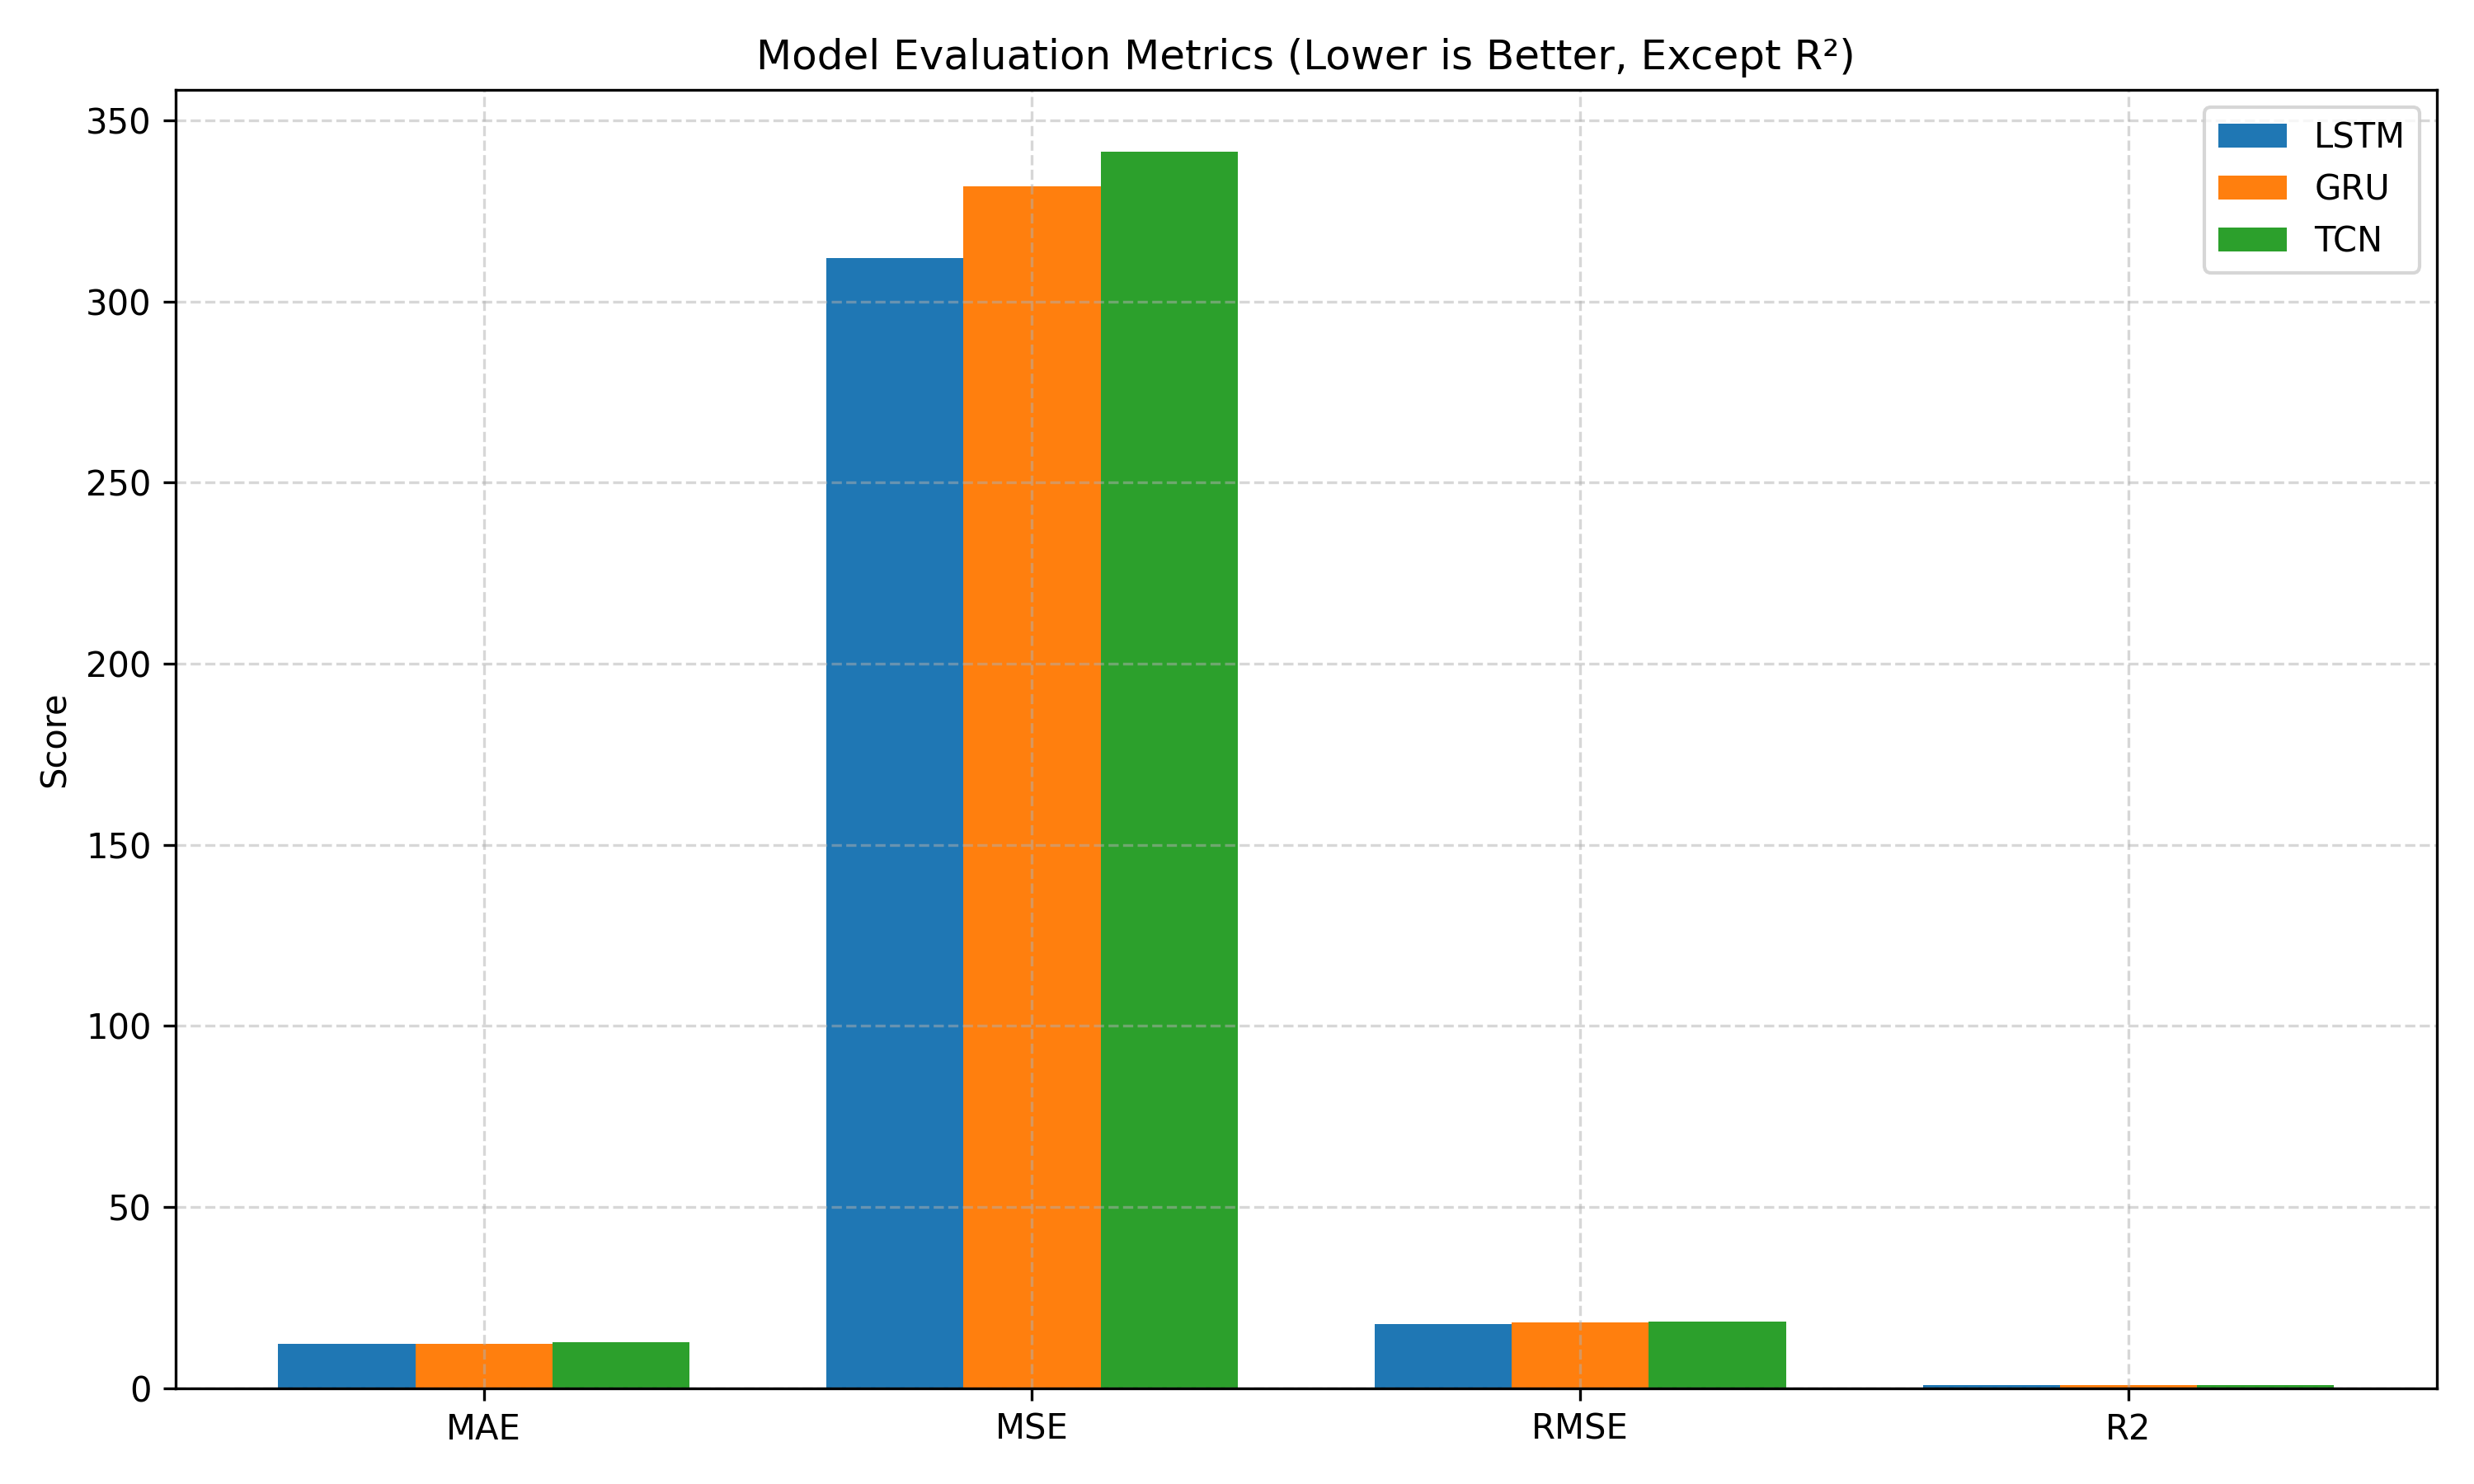 Model Evaluation Metrics (Lower is Better, Except R²)
350
300
250
200
150
100
50
0
Score
LSTM
GRU
TCN
MAE
MSE
RMSE
R2